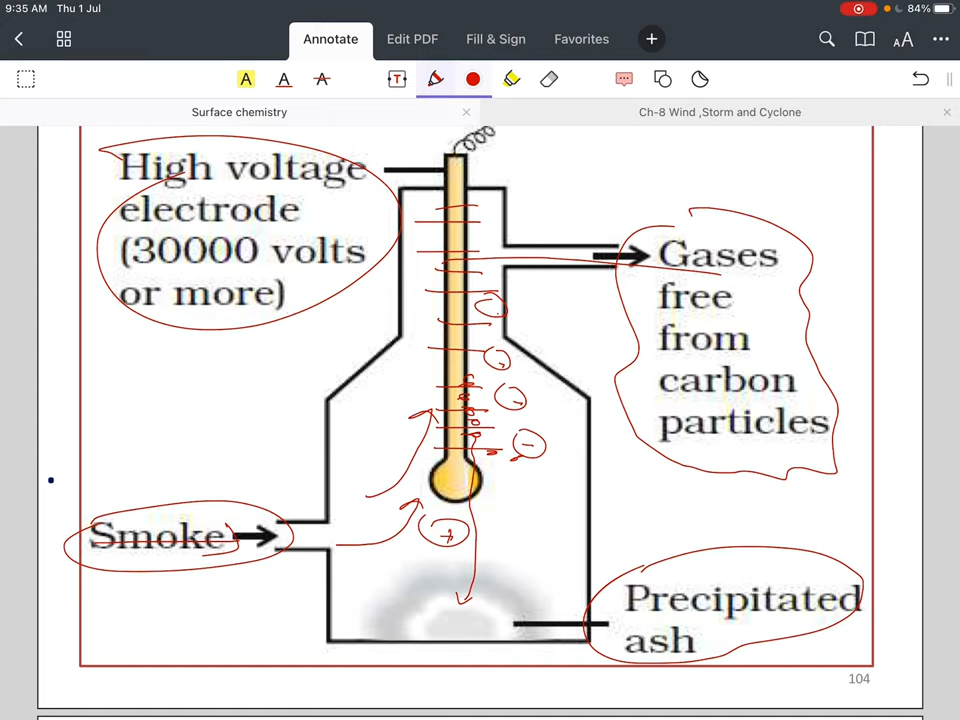 9:35 AM Thu 1 Jul
84%
Annotate
Edit PDF
Fill & Sign
Favorites
AA
A A A T
Surface chemistry
Ch-8 Wind ,Storm and Cyclone
High voltage
electrode
(30000 volts
or more)
Gases
free
from
carbon
particles
Smoke
Precipitated
ash
104